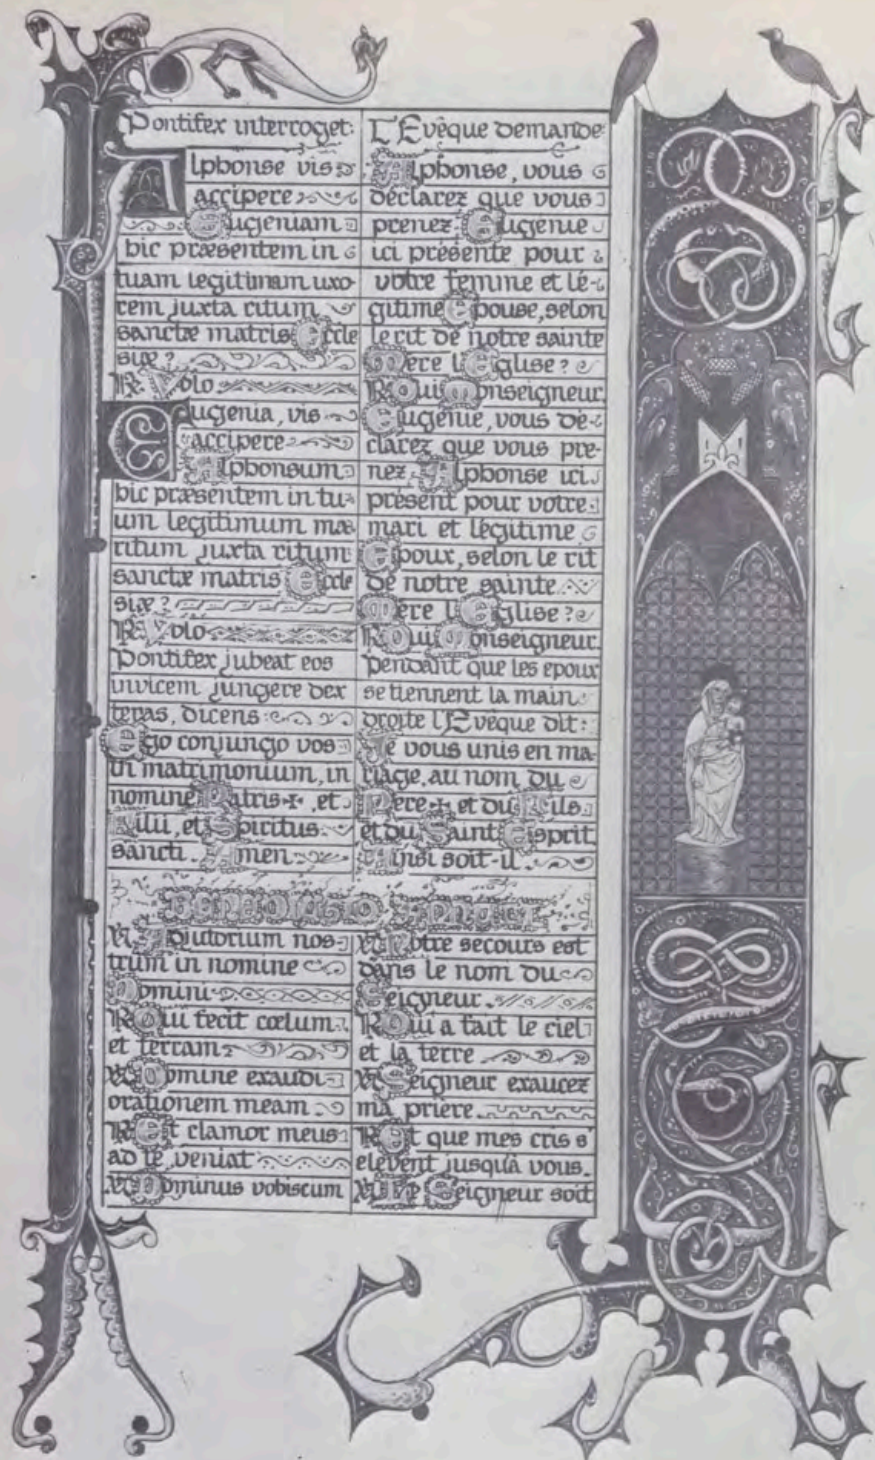 Pontifex interroget:
Alphonse vis
accipere
Eugeniam
hic præsentem in
tuam legitimam uxo
rem juxta ritum
sanctæ matris Eccle
siæ?
℟. Volo
Eugenia, vis
accipere
Alphonsum
hic præsentem in tu
um legitimum ma
ritum juxta ritum
sanctæ matris Eccle
siæ?
℟. Volo
Pontifex jubeat eos
invicem jungere dex
teras, dicens:
Ego conjungo vos
in matrimonium, in
nomine Patris + , et
Filii, et Spiritus
sancti. Amen
L'Evêque demande:
Alphonse, vous
déclarez que vous
prenez Eugénie
ici présente pour
votre femme et lé-
gitime Epouse, selon
le rit de notre sainte
Mère l'Eglise?
℟. Oui Monseigneur.
Eugénie, vous dé-
clarez que vous pre-
nez Alphonse ici
présent pour votre
mari et légitime
Epoux, selon le rit
de notre sainte
Mère l'Eglise?
℟. Oui Monseigneur.
Pendant que les epoux
se tiennent la main
droite l'Evêque dit:
Je vous unis en ma
riage, au nom du
Père + et du Fils
et du Saint Esprit
Ainsi soit-il.
℣. Adjutorium nos
trum in nomine
Domini
℟. Qui fecit cœlum
et terram
℣. Domine exaudi
orationem meam
℟. Et clamor meus
ad te veniat
℣. Dominus vobiscum
℣. Notre secours est
dans le nom du
Seigneur.
℟. Qui a fait le ciel
et la terre
℣. Seigneur exaucez
ma prière
℟. Et que mes cris s'
elèvent jusqu'à vous.
℣. Le Seigneur soit